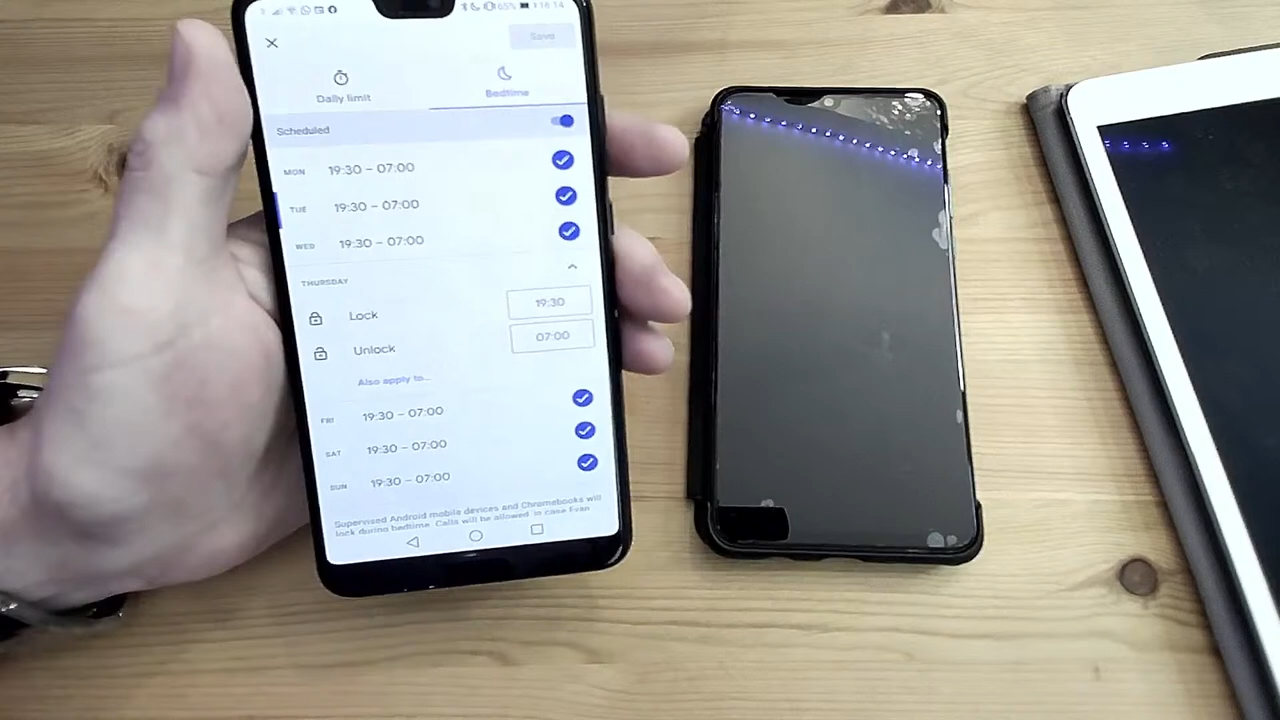 65% 16:14
Save
Daily limit
Bedtime
Scheduled
MON 19:30 – 07:00
TUE 19:30 – 07:00
WED 19:30 – 07:00
THURSDAY
Lock 19:30
Unlock 07:00
Also apply to...
FRI 19:30 – 07:00
SAT 19:30 – 07:00
SUN 19:30 – 07:00
Supervised Android mobile devices and Chromebooks will
lock during bedtime. Calls will be allowed, in case Evan